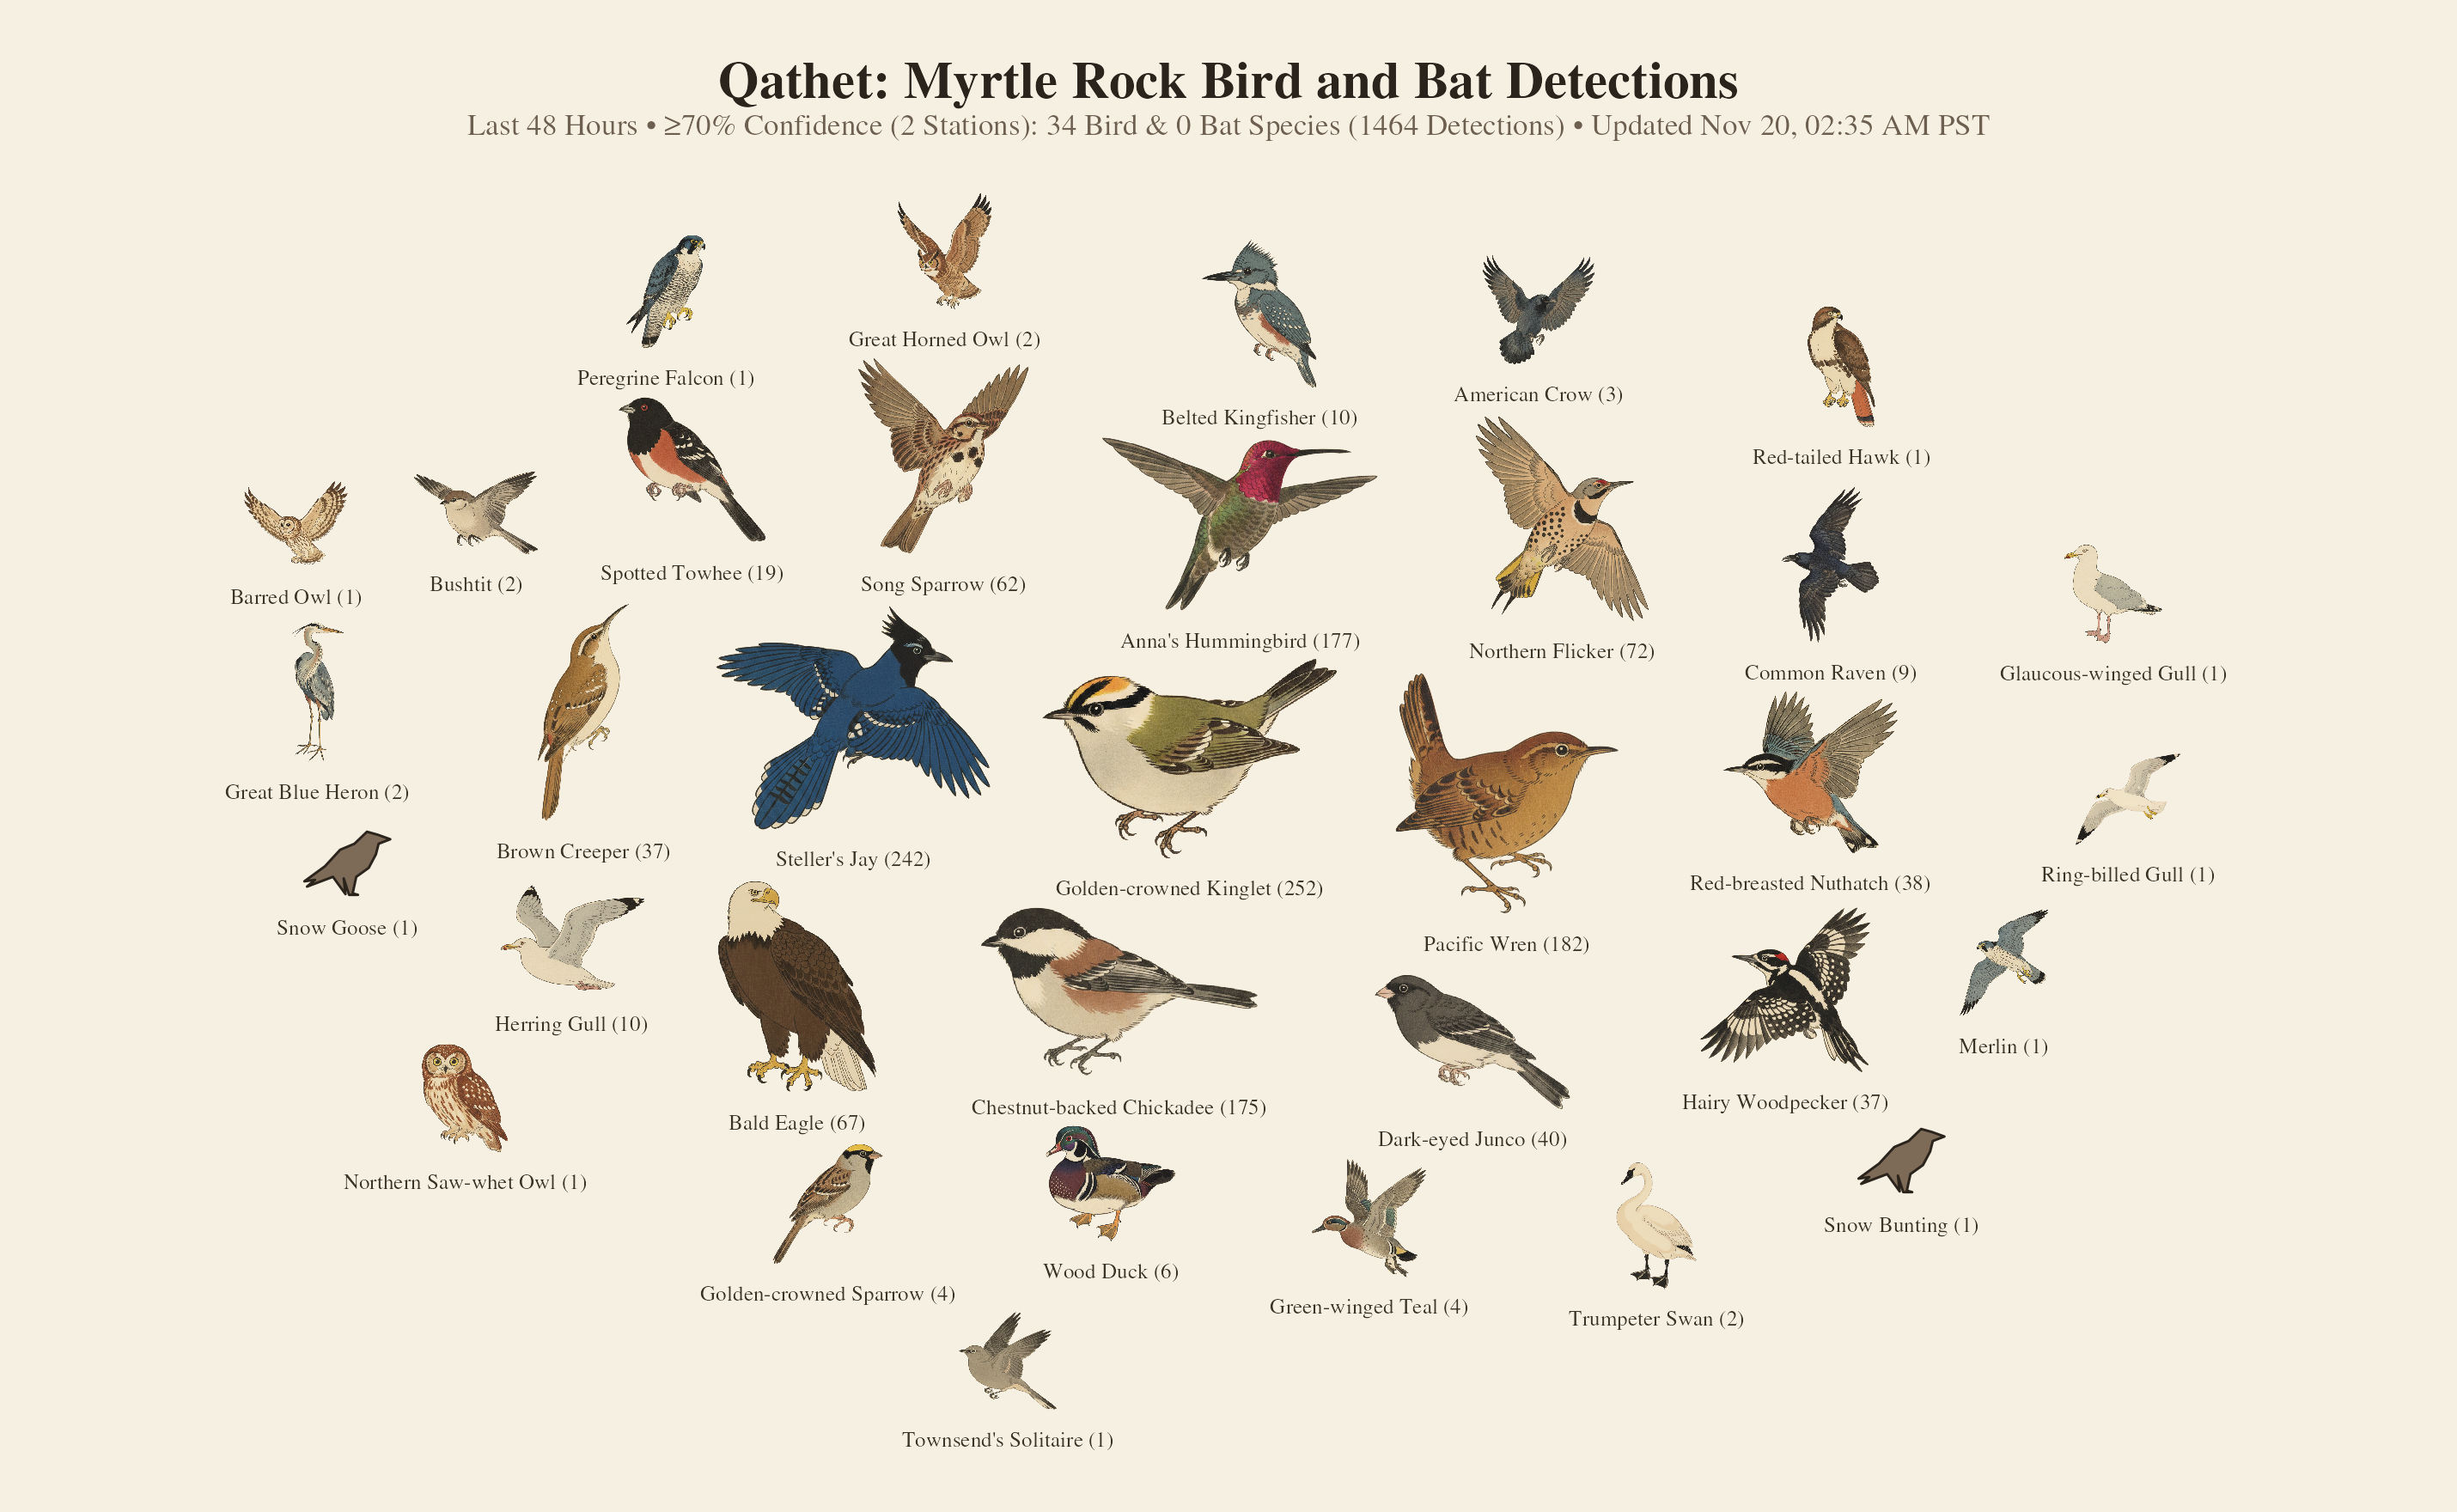 Qathet: Myrtle Rock Bird and Bat Detections
Last 48 Hours • ≥70% Confidence (2 Stations): 34 Bird & 0 Bat Species (1464 Detections) • Updated Nov 20, 02:35 AM PST
Great Horned Owl (2)
Peregrine Falcon (1)
American Crow (3)
Belted Kingfisher (10)
Red-tailed Hawk (1)
Spotted Towhee (19)
Bushtit (2)
Song Sparrow (62)
Barred Owl (1)
Anna's Hummingbird (177)
Northern Flicker (72)
Common Raven (9)
Glaucous-winged Gull (1)
Great Blue Heron (2)
Brown Creeper (37)
Steller's Jay (242)
Ring-billed Gull (1)
Red-breasted Nuthatch (38)
Golden-crowned Kinglet (252)
Snow Goose (1)
Pacific Wren (182)
Herring Gull (10)
Merlin (1)
Hairy Woodpecker (37)
Chestnut-backed Chickadee (175)
Bald Eagle (67)
Dark-eyed Junco (40)
Northern Saw-whet Owl (1)
Snow Bunting (1)
Wood Duck (6)
Golden-crowned Sparrow (4)
Green-winged Teal (4)
Trumpeter Swan (2)
Townsend's Solitaire (1)